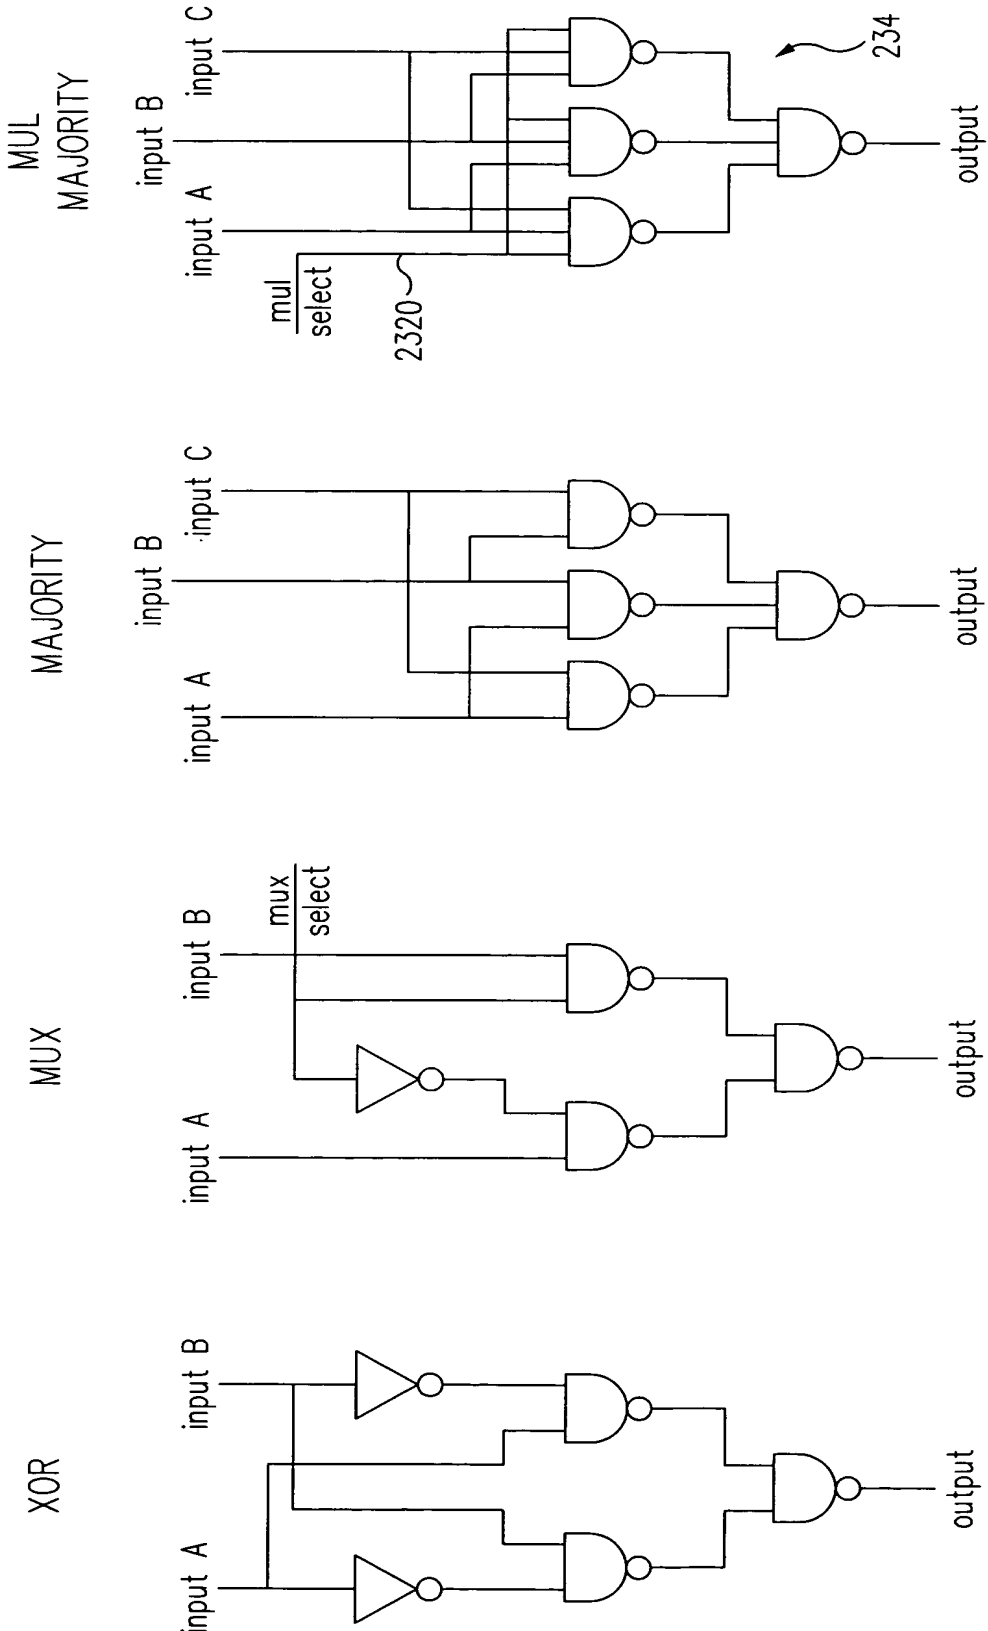 XOR
input A
input B
output
MUX
input A
input B
mux
select
output
MAJORITY
input A
input B
input C
output
MUL
MAJORITY
input A
input B
input C
mul
select
2320
234
output